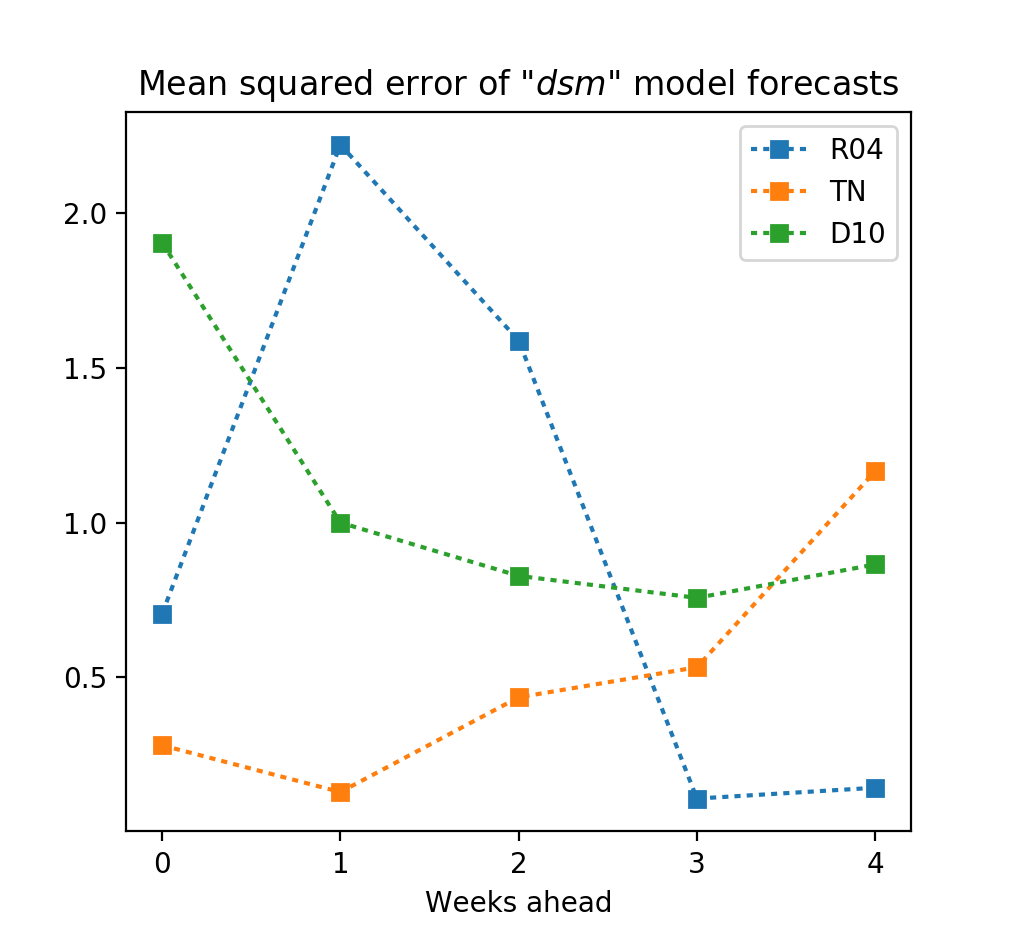 Mean squared error of "dsm" model forecasts
R04
TN
D10
2.0
1.5
1.0
0.5
0 1 2 3 4
Weeks ahead